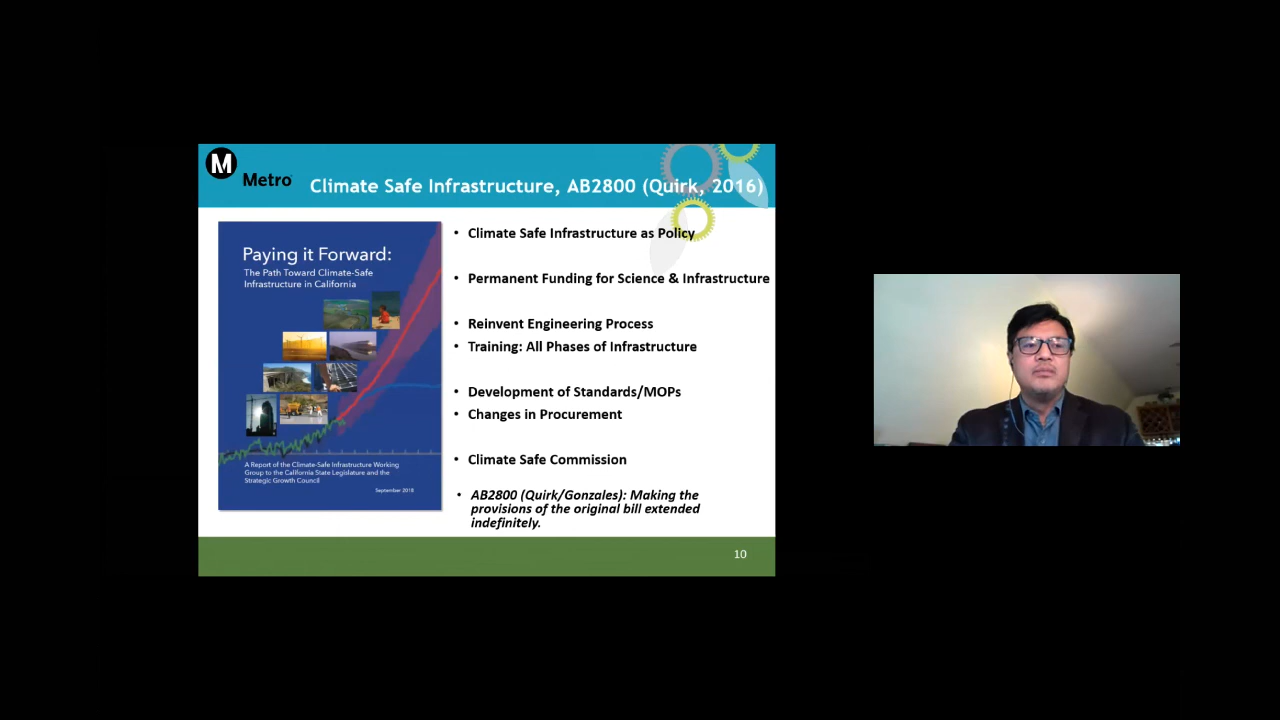 M
Metro
Climate Safe Infrastructure, AB2800 (Quirk, 2016)
Paying it Forward:
The Path Toward Climate-Safe
Infrastructure in California
A Report of the Climate-Safe Infrastructure Working
Group to the California State Legislature and the
Strategic Growth Council
September 2018
• Climate Safe Infrastructure as Policy
• Permanent Funding for Science & Infrastructure
• Reinvent Engineering Process
• Training: All Phases of Infrastructure
• Development of Standards/MOPs
• Changes in Procurement
• Climate Safe Commission
• AB2800 (Quirk/Gonzales): Making the
provisions of the original bill extended
indefinitely.
10